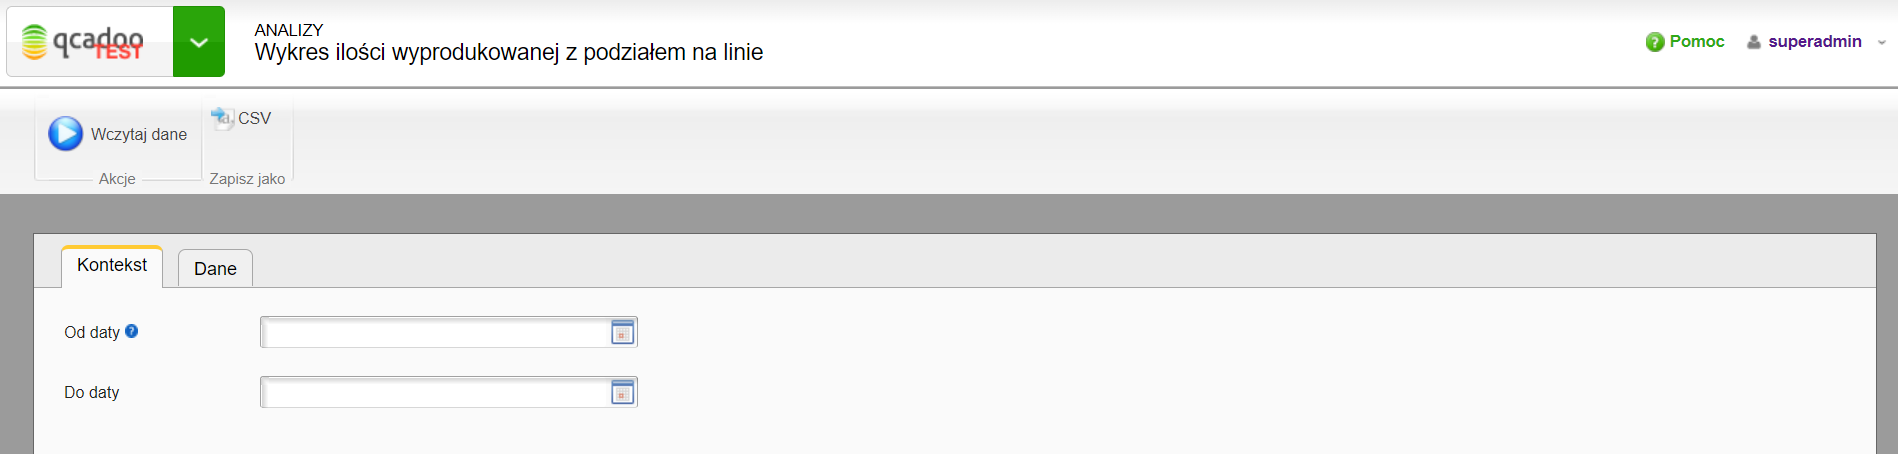 qcadoo
TEST
ANALIZY
Wykres ilości wyprodukowanej z podziałem na linie
Pomoc
superadmin
Wczytaj dane
CSV
Akcje
Zapisz jako
Kontekst
Dane
Od daty
Do daty